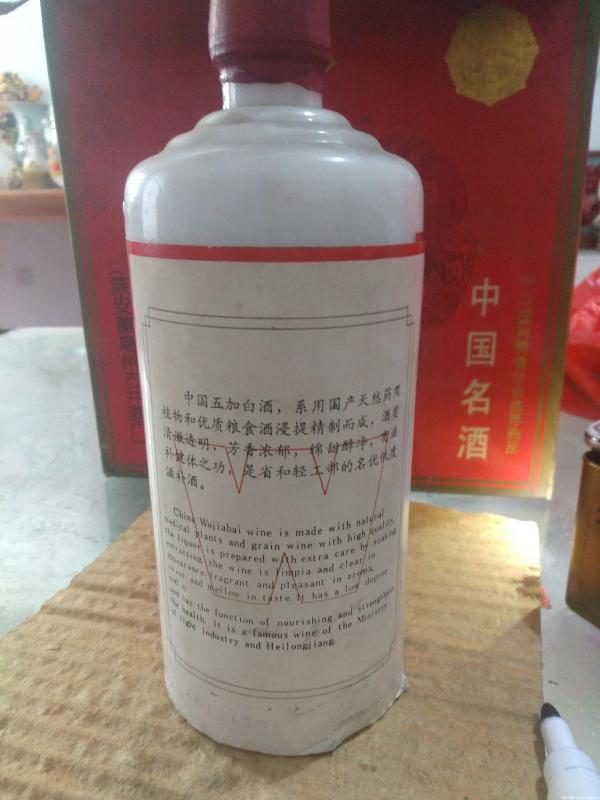 中国五加白酒，系用国产天然药用
植物和优质粮食酒浸提精制而成，酒度
清澈透明，芳香浓郁，绵甜醇净，有滋
补健体之功，是省和轻工部的名优低度
滋补酒。
China Wujiabai wine is made with natural
medical plants and grain wine with high quality,
the liquor is prepared with extra care by soaking
extracting, the wine is limpia and clear in
appearance, fragrant and pleasant in aroma,
and mellow in taste. It has a low degree
and has the function of nourishing and strengthens
the health. It is a famous wine of the Ministry
of light industry and Heilongjiang
中国名酒